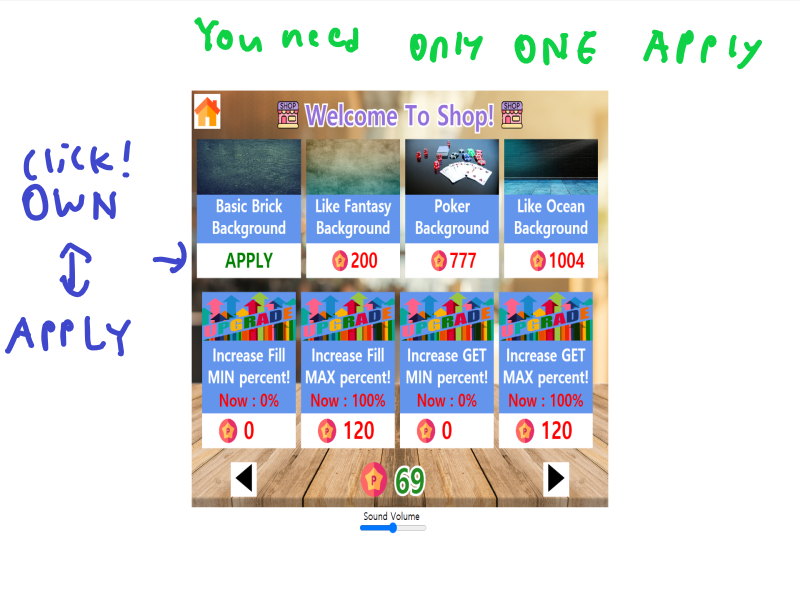 You need only ONE APPLY
SHOP Welcome To Shop! SHOP
click!
OWN
APPLY
Basic Brick Background
APPLY
Like Fantasy Background
200
Poker Background
777
Like Ocean Background
1004
UPGRADE
Increase Fill MIN percent!
Now : 0%
P 0
UPGRADE
Increase Fill MAX percent!
Now : 100%
P 120
UPGRADE
Increase GET MIN percent!
Now : 0%
P 0
UPGRADE
Increase GET MAX percent!
Now : 100%
P 120
P 69
Sound Volume